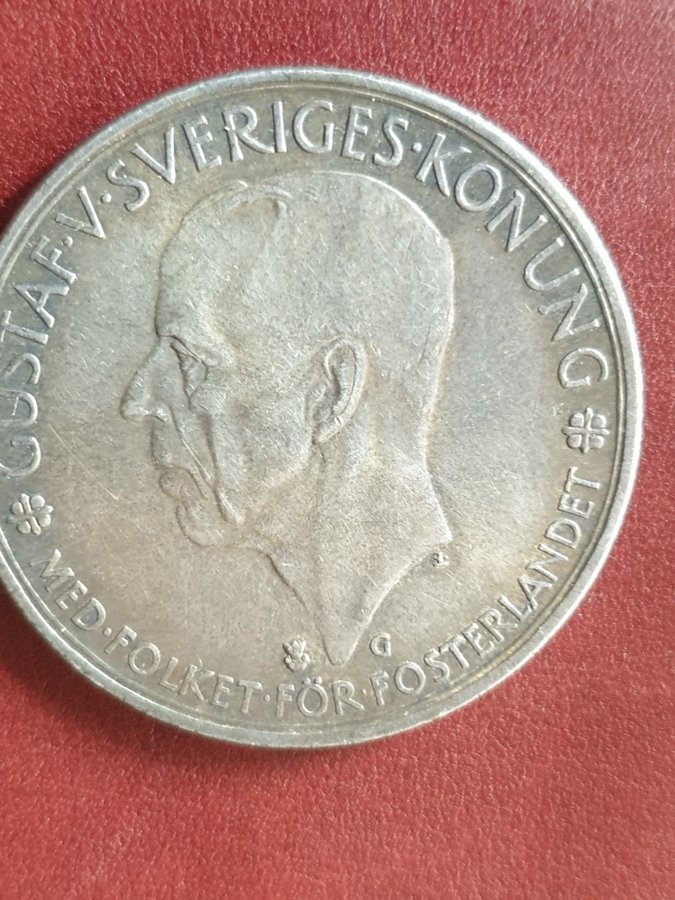 GUSTAF·V·SVERIGES·KONUNG
MED·FOLKET·FÖR·FOSTERLANDET
G